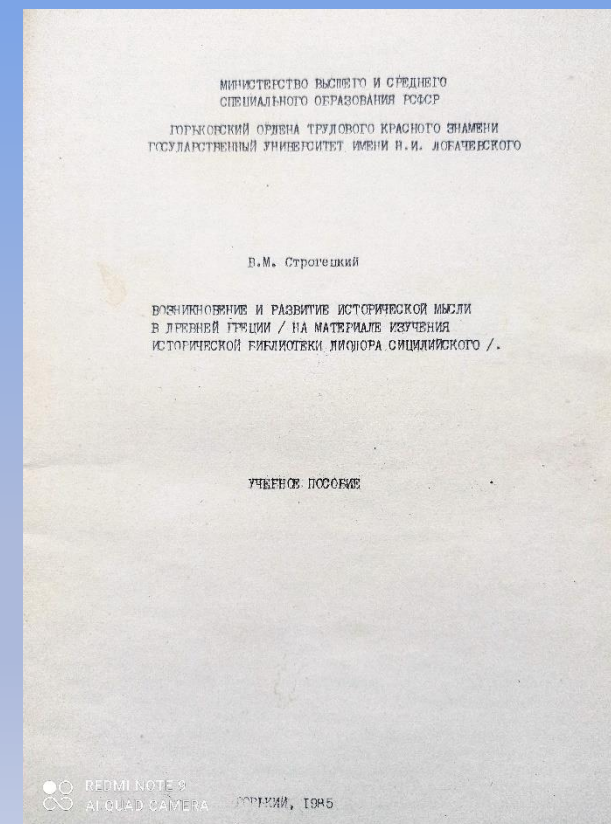 МИНИСТЕРСТВО ВЫСШЕГО И СРЕДНЕГО
СПЕЦИАЛЬНОГО ОБРАЗОВАНИЯ РСФСР
ГОРЬКОВСКИЙ ОРДЕНА ТРУДОВОГО КРАСНОГО ЗНАМЕНИ
ГОСУДАРСТВЕННЫЙ УНИВЕРСИТЕТ ИМЕНИ Н.И. ЛОБАЧЕВСКОГО
В.М. Строгецкий
ВОЗНИКНОВЕНИЕ И РАЗВИТИЕ ИСТОРИЧЕСКОЙ МЫСЛИ
В ДРЕВНЕЙ ГРЕЦИИ / НА МАТЕРИАЛЕ ИЗУЧЕНИЯ
ИСТОРИЧЕСКОЙ БИБЛИОТЕКИ ДИОДОРА СИЦИЛИЙСКОГО /.
УЧЕБНОЕ ПОСОБИЕ
REDMI NOTE 9
AI QUAD CAMERA
ГОРЬКИЙ, 1985